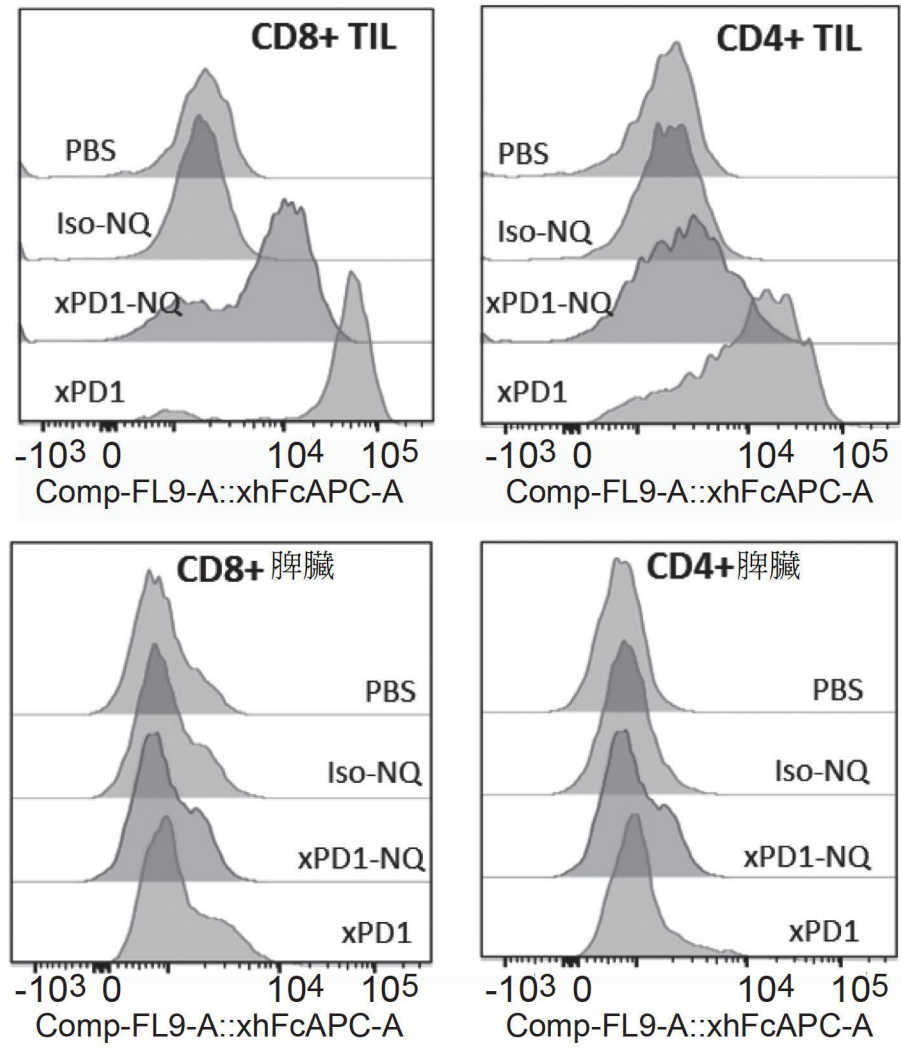 CD8+ TIL
PBS
Iso-NQ
xPD1-NQ
xPD1
-10³ 0 10⁴ 10⁵
Comp-FL9-A::xhFcAPC-A
CD4+ TIL
PBS
Iso-NQ
xPD1-NQ
xPD1
-10³ 0 10⁴ 10⁵
Comp-FL9-A::xhFcAPC-A
CD8+ 脾臟
PBS
Iso-NQ
xPD1-NQ
xPD1
-10³ 0 10⁴ 10⁵
Comp-FL9-A::xhFcAPC-A
CD4+脾臟
PBS
Iso-NQ
xPD1-NQ
xPD1
-10³ 0 10⁴ 10⁵
Comp-FL9-A::xhFcAPC-A